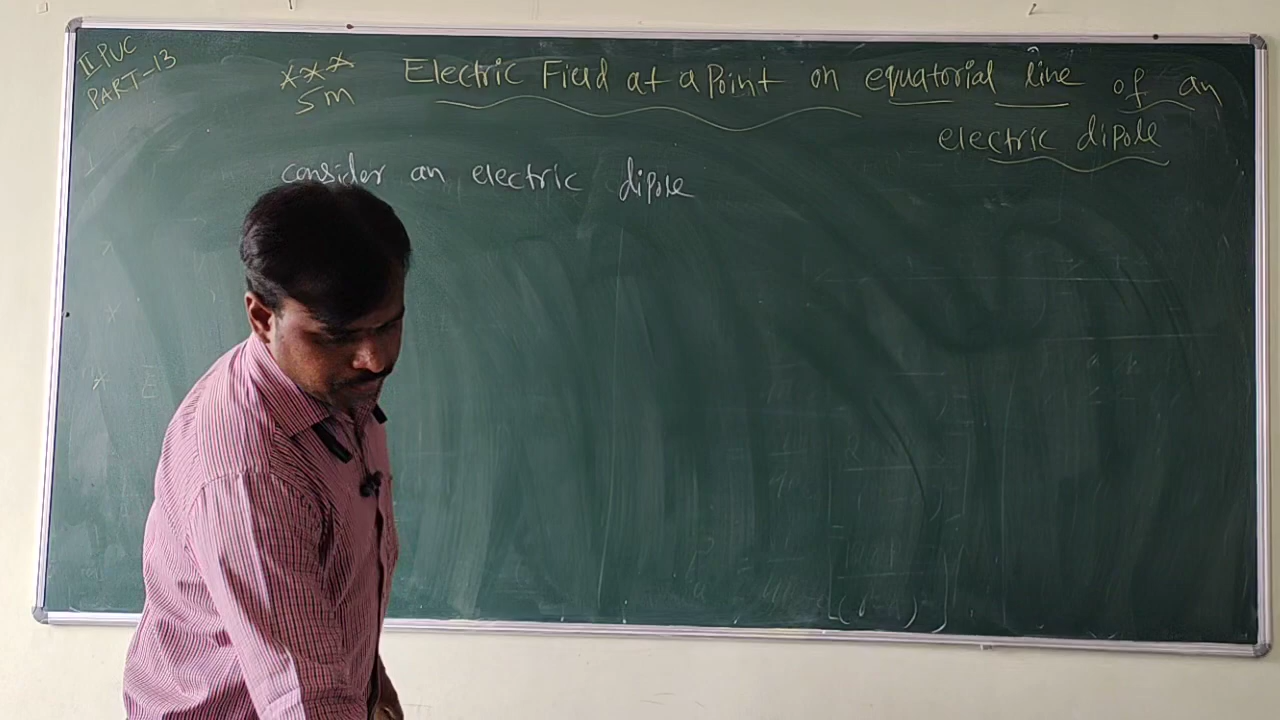 II PUC
PART-13
*** Electric Field at a Point on equatorial line of an
5m
electric dipole
consider an electric dipole